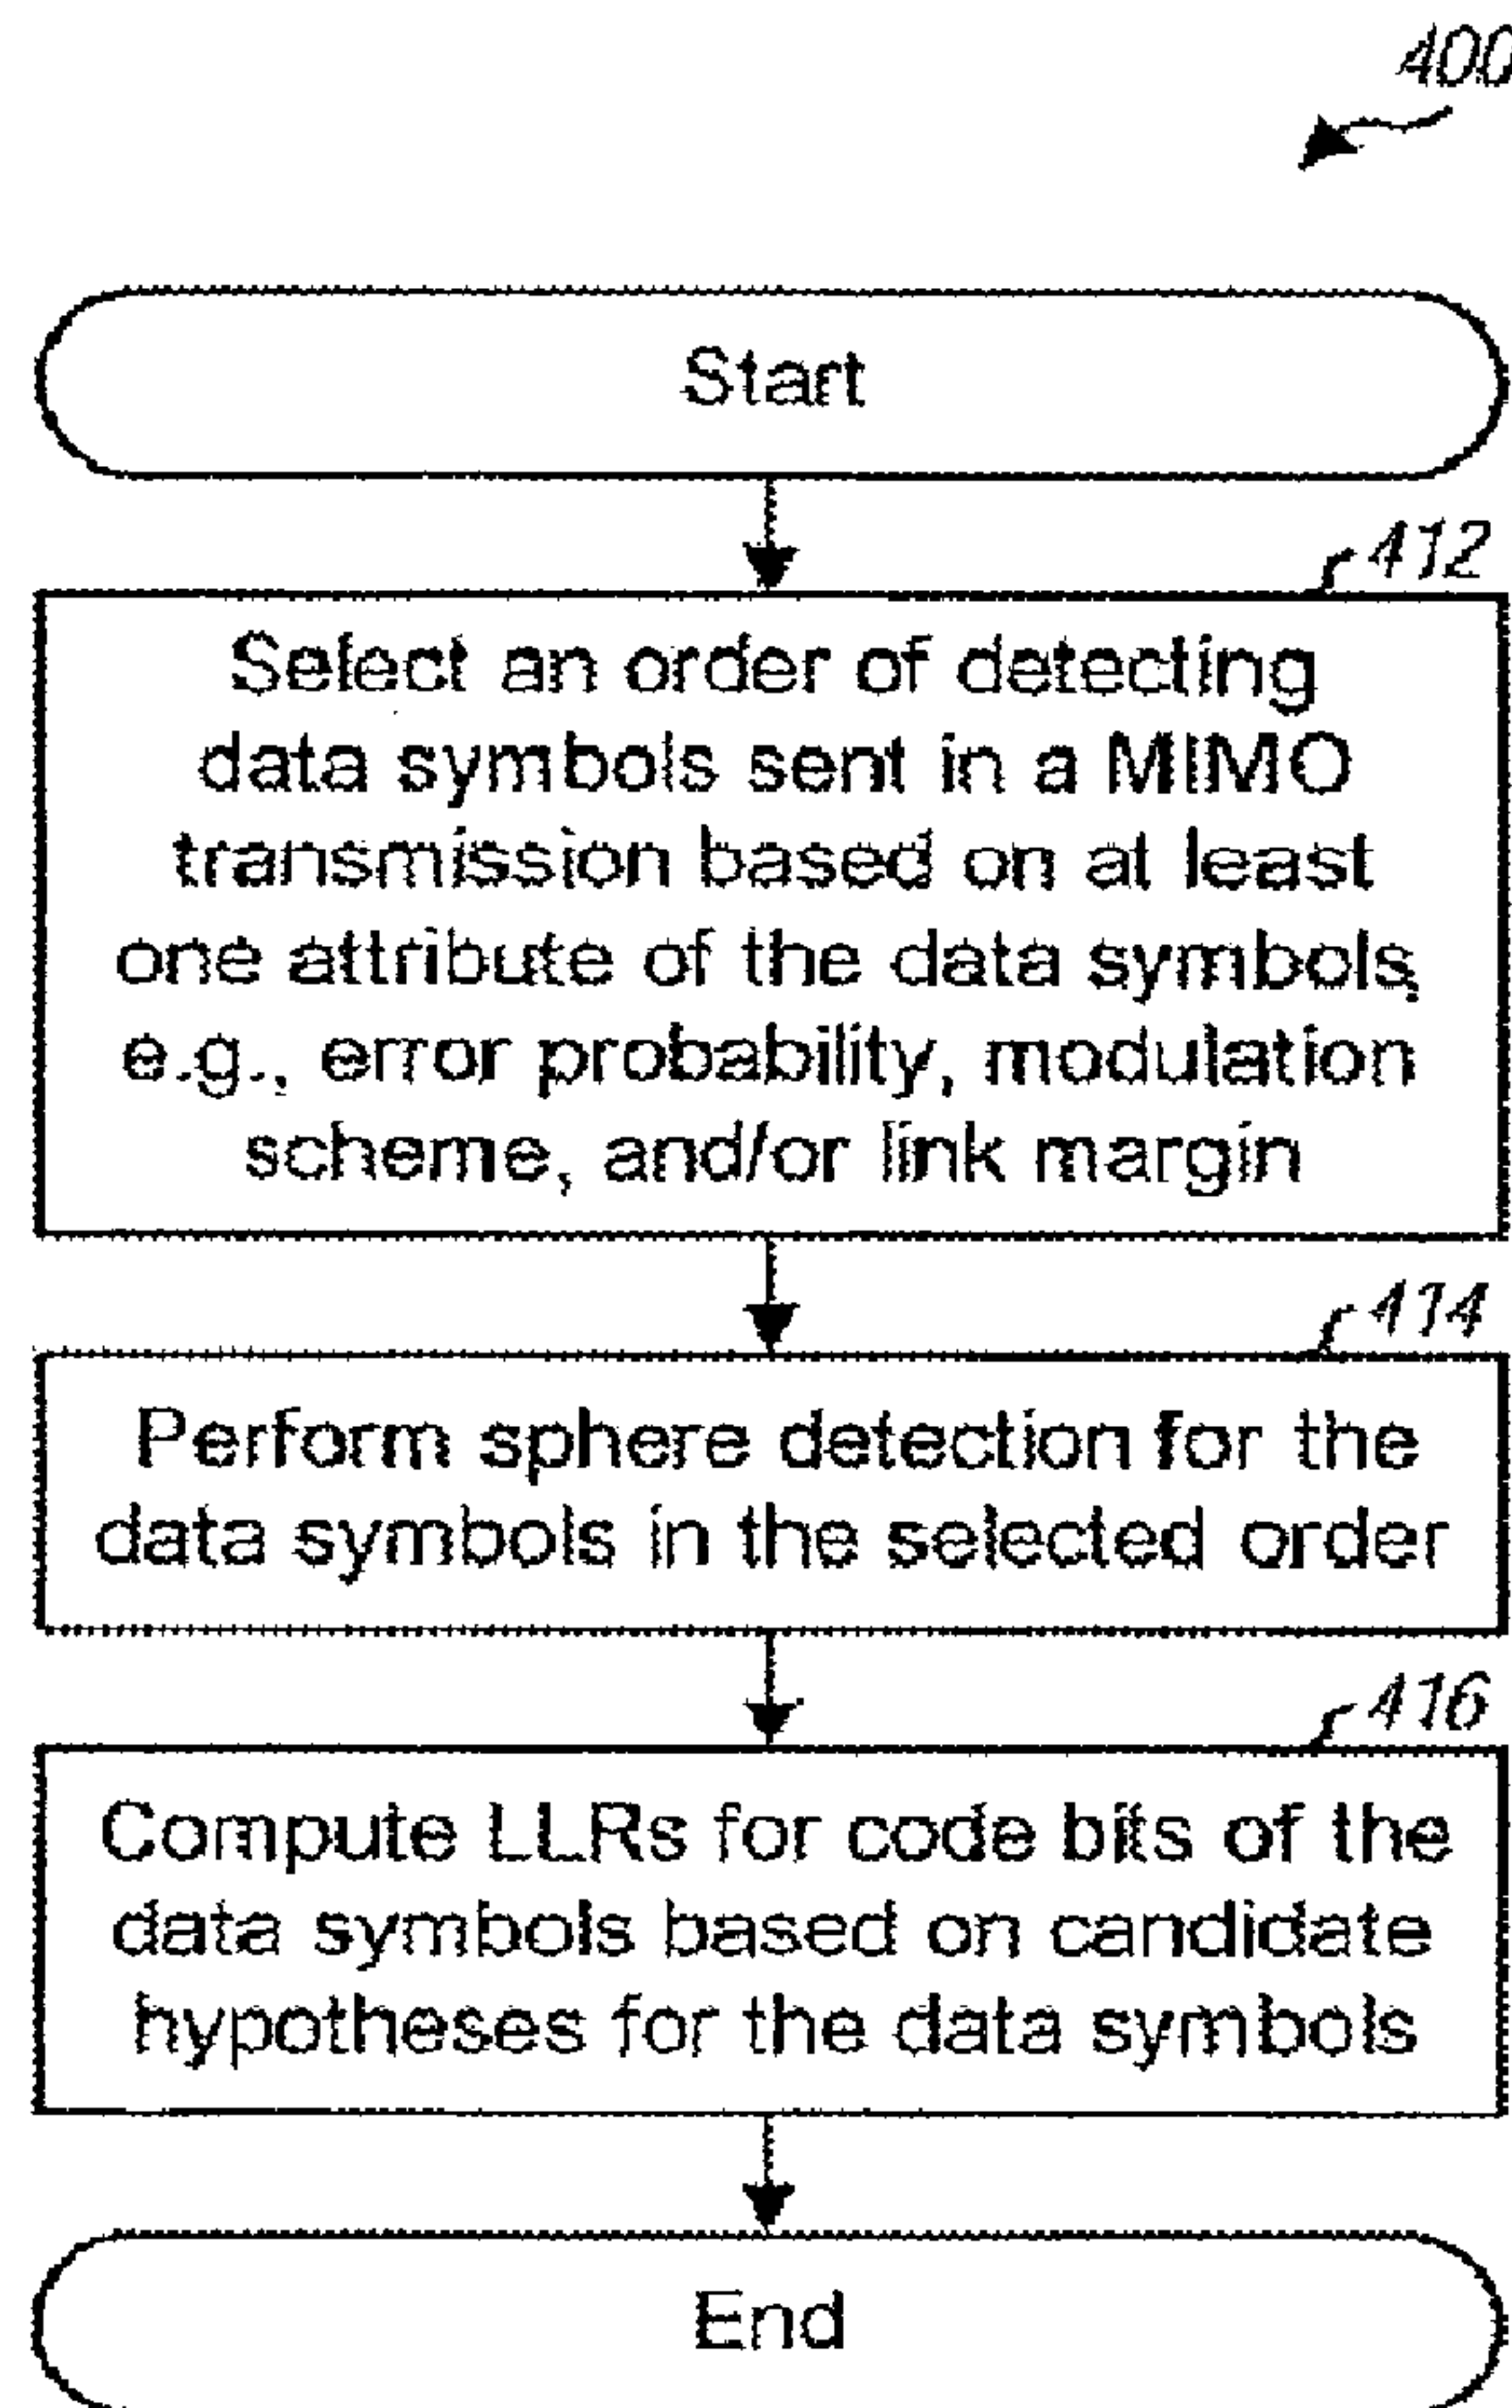 400
Start
412
Select an order of detecting
data symbols sent in a MIMO
transmission based on at least
one attribute of the data symbols,
e.g., error probability, modulation
scheme, and/or link margin
414
Perform sphere detection for the
data symbols in the selected order
416
Compute LLRs for code bits of the
data symbols based on candidate
hypotheses for the data symbols
End